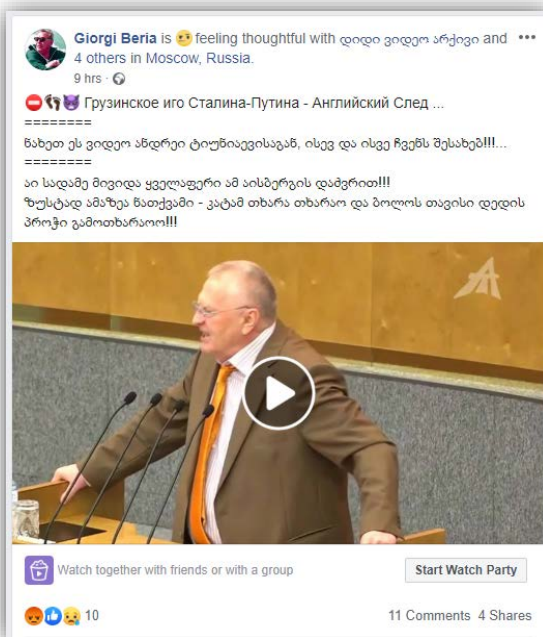 Giorgi Beria is 🤨 feeling thoughtful with დიდი ვიდეო არქივი and
4 others in Moscow, Russia.
9 hrs ·
⛔👣😈 Грузинское иго Сталина-Путина - Английский След ...
========
ნახეთ ეს ვიდეო ანდრეი ტიუნიაევისაგან, ისევ და ისევ ჩვენს შესახებ!!!...
========
აი სადამე მივიდა ყველაფერი ამ აისბერგის დაძვრით!!!
ზუსტად ამაზეა ნათქვამი - კატამ თხარა თხარაო და ბოლოს თავისი დედის
პროჭი გამოთხარაოო!!!
Watch together with friends or with a group
Start Watch Party
10
11 Comments 4 Shares